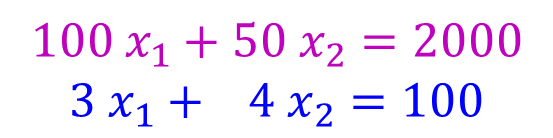 100 x₁ + 50 x₂ = 2000
3 x₁ + 4 x₂ = 100